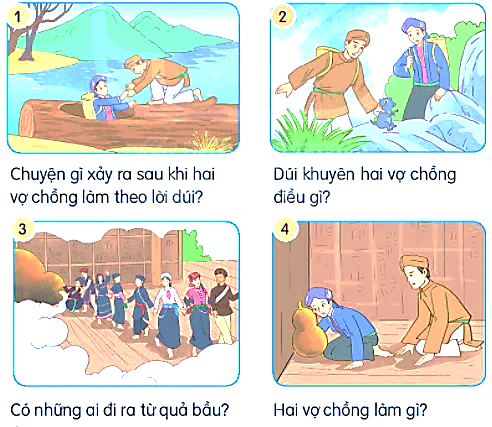 1
Chuyện gì xảy ra sau khi hai
vợ chồng làm theo lời dúi?
2
Dúi khuyên hai vợ chồng
điều gì?
3
Có những ai đi ra từ quả bầu?
4
Hai vợ chồng làm gì?